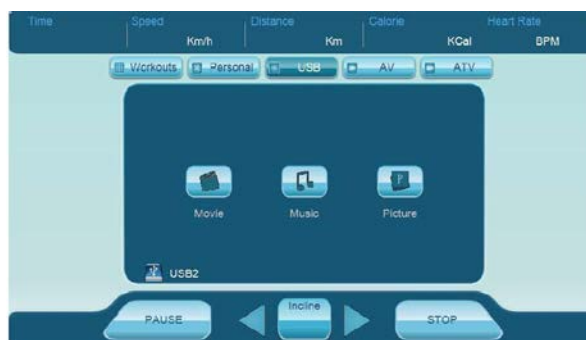 Time Speed Distance Calorie Heart Rate
Km/h Km KCal BPM
Workouts Personal USB AV ATV
Movie Music Picture
USB2
Incline
PAUSE STOP